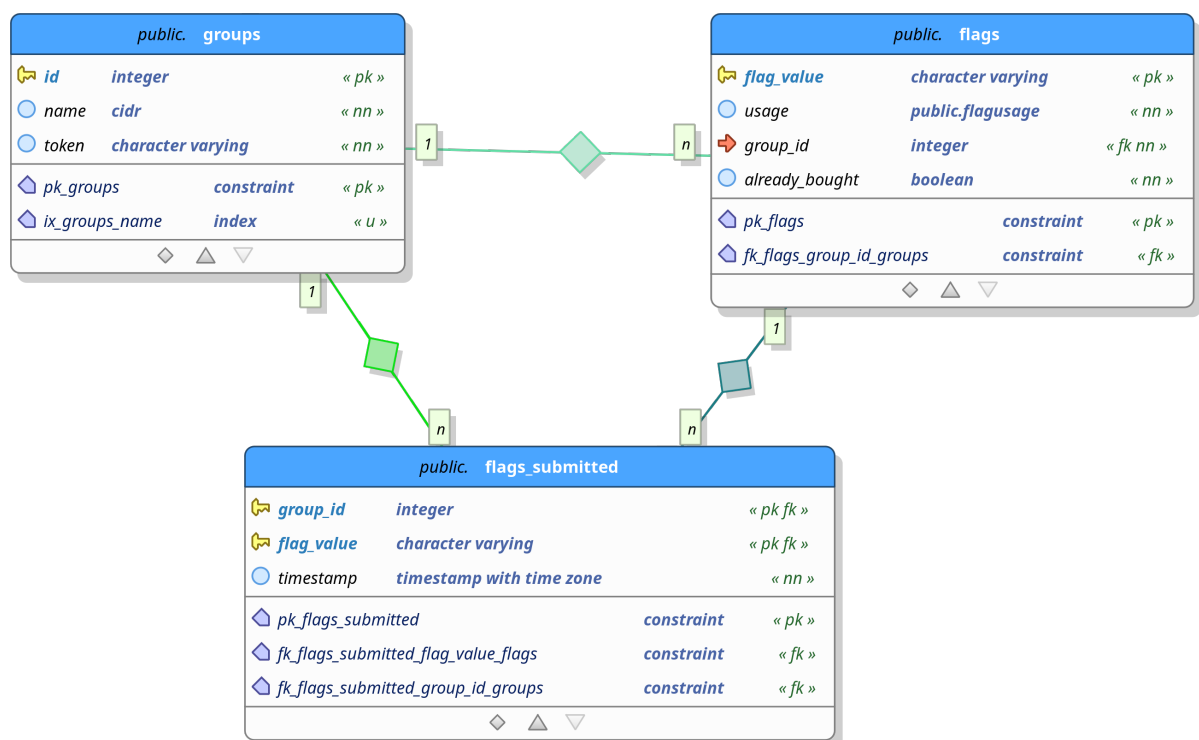 public. groups
id integer « pk »
name cidr « nn »
token character varying « nn »
pk_groups constraint « pk »
ix_groups_name index « u »
public. flags
flag_value character varying « pk »
usage public.flagusage « nn »
group_id integer « fk nn »
already_bought boolean « nn »
pk_flags constraint « pk »
fk_flags_group_id_groups constraint « fk »
1
n
1
n
1
n
public. flags_submitted
group_id integer « pk fk »
flag_value character varying « pk fk »
timestamp timestamp with time zone « nn »
pk_flags_submitted constraint « pk »
fk_flags_submitted_flag_value_flags constraint « fk »
fk_flags_submitted_group_id_groups constraint « fk »